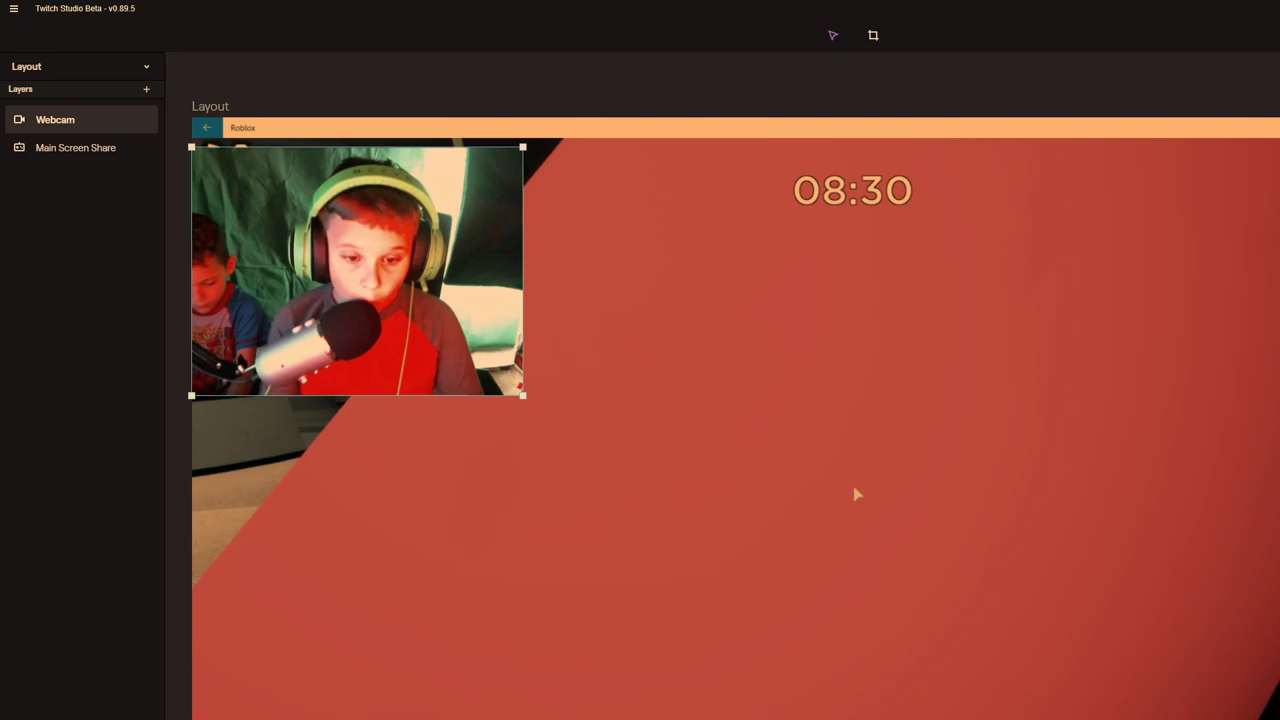 Twitch Studio Beta - v0.89.5
Layout
Layers
Webcam
Main Screen Share
Layout
Roblox
08:30